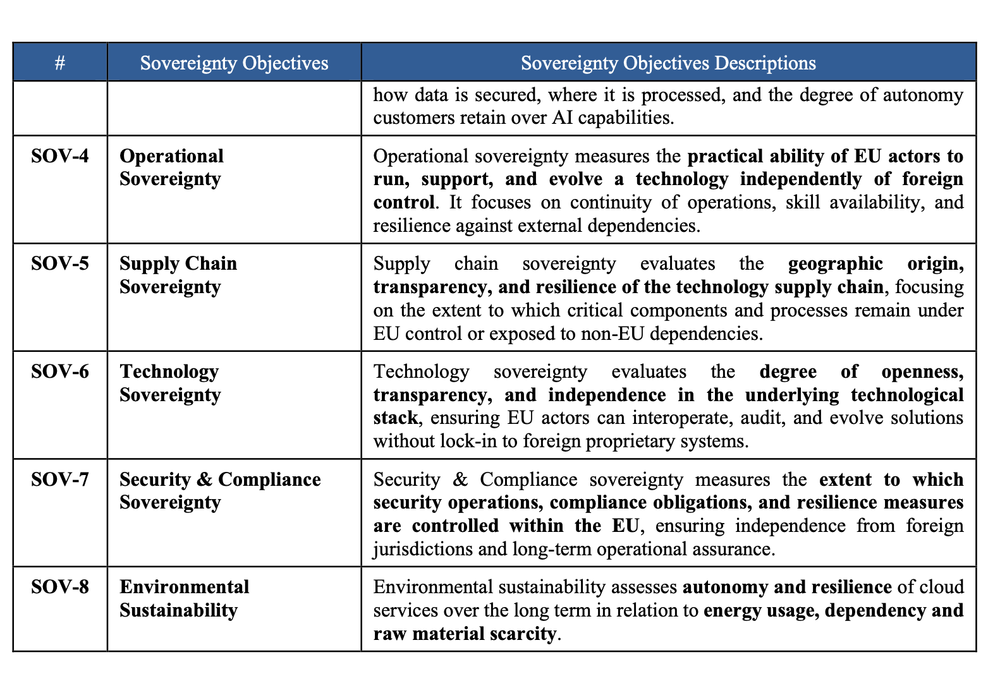 # Sovereignty Objectives Sovereignty Objectives Descriptions
how data is secured, where it is processed, and the degree of autonomy
customers retain over AI capabilities.
SOV-4 Operational Operational sovereignty measures the practical ability of EU actors to
Sovereignty run, support, and evolve a technology independently of foreign
control. It focuses on continuity of operations, skill availability, and
resilience against external dependencies.
SOV-5 Supply Chain Supply chain sovereignty evaluates the geographic origin,
Sovereignty transparency, and resilience of the technology supply chain, focusing
on the extent to which critical components and processes remain under
EU control or exposed to non-EU dependencies.
SOV-6 Technology Technology sovereignty evaluates the degree of openness,
Sovereignty transparency, and independence in the underlying technological
stack, ensuring EU actors can interoperate, audit, and evolve solutions
without lock-in to foreign proprietary systems.
SOV-7 Security & Compliance Security & Compliance sovereignty measures the extent to which
Sovereignty security operations, compliance obligations, and resilience measures
are controlled within the EU, ensuring independence from foreign
jurisdictions and long-term operational assurance.
SOV-8 Environmental Environmental sustainability assesses autonomy and resilience of cloud
Sustainability services over the long term in relation to energy usage, dependency and
raw material scarcity.